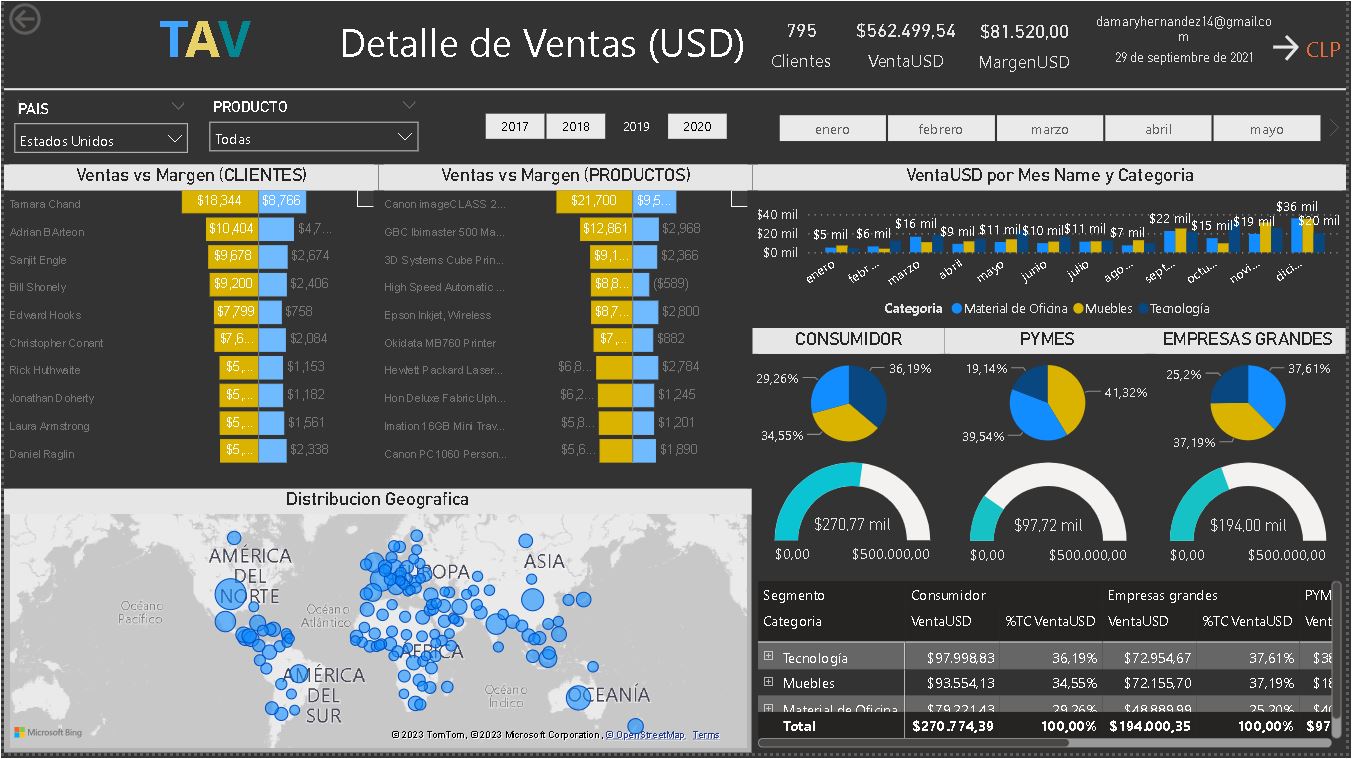 TAV
Detalle de Ventas (USD)
795
Clientes
$562.499,54
VentaUSD
$81.520,00
MargenUSD
damaryhernandez14@gmail.co
m
29 de septiembre de 2021
CLP
PAIS
Estados Unidos
PRODUCTO
Todas
2017 2018 2019 2020
enero febrero marzo abril mayo
Ventas vs Margen (CLIENTES)
Tamara Chand $18,344 $8,766
Adrian BArteon $10,404 $4,7...
Sanjit Engle $9,678 $2,674
Bill Shonely $9,200 $2,406
Edward Hooks $7,799 $758
Christopher Conant $7,6... $2,084
Rick Huthwaite $5,... $1,153
Jonathan Doherty $5,... $1,182
Laura Armstrong $5,... $1,561
Daniel Raglin $5,... $2,338
Ventas vs Margen (PRODUCTOS)
Canon imageCLASS 2... $21,700 $9,5...
GBC Ibimaster 500 Ma... $12,861 $2,968
3D Systems Cube Prin... $9,1... $2,366
High Speed Automatic ... $8,8... ($589)
Epson Inkjet, Wireless $8,7... $2,800
Okidata MB760 Printer $7,... $882
Hewlett Packard Laser... $6,8... $2,784
Hon Deluxe Fabric Uph... $6,2... $1,245
Imation 16GB Mini Trav... $5,8... $1,201
Canon PC1060 Person... $5,6... $1,890
VentaUSD por Mes Name y Categoria
$40 mil
$20 mil
$0 mil
$5 mil $6 mil $16 mil $9 mil $11 mil $10 mil $11 mil $7 mil $22 mil $15 mil $19 mil $36 mil $20 mil
enero febr... marzo abril mayo junio julio ago... sept... octu... novi... dici...
Categoria Material de Oficina Muebles Tecnología
CONSUMIDOR
29,26% 36,19%
34,55%
$270,77 mil
$0,00 $500.000,00
PYMES
19,14% 41,32%
39,54%
$97,72 mil
$0,00 $500.000,00
EMPRESAS GRANDES
25,2% 37,61%
37,19%
$194,00 mil
$0,00 $500.000,00
Distribucion Geografica
AMÉRICA
DEL
NORTE
Océano
Pacífico
Océano
Atlántico
EUROPA
ASIA
ÁFRICA
AMÉRICA
DEL
SUR
Océano
Índico
OCEANÍA
Microsoft Bing
© 2023 TomTom, © 2023 Microsoft Corporation, © OpenStreetMap Terms
Segmento Consumidor Empresas grandes PYM
Categoria VentaUSD %TC VentaUSD VentaUSD %TC VentaUSD Vent
Tecnología $97.998,83 36,19% $72.954,67 37,61% $38
Muebles $93.554,13 34,55% $72.155,70 37,19% $18
Material de Oficina $79.221,43 29,26% $48.889,99 25,20% $40
Total $270.774,39 100,00% $194.000,35 100,00% $97